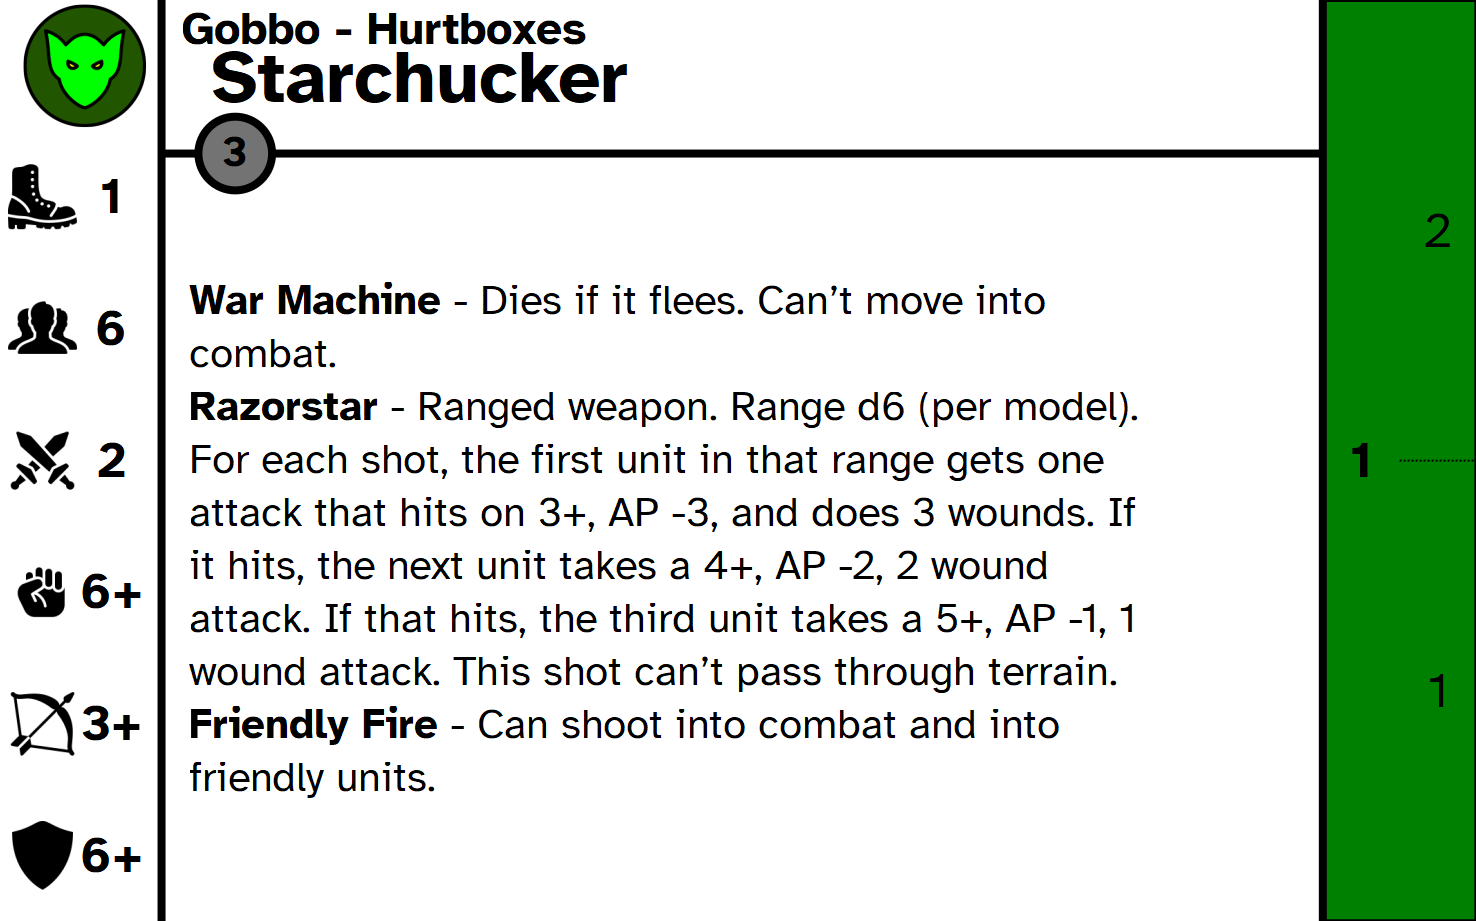 Gobbo - Hurtboxes
Starchucker
3
1
6
2
6+
3+
6+
War Machine - Dies if it flees. Can’t move into
combat.
Razorstar - Ranged weapon. Range d6 (per model).
For each shot, the first unit in that range gets one
attack that hits on 3+, AP -3, and does 3 wounds. If
it hits, the next unit takes a 4+, AP -2, 2 wound
attack. If that hits, the third unit takes a 5+, AP -1, 1
wound attack. This shot can’t pass through terrain.
Friendly Fire - Can shoot into combat and into
friendly units.
2
1
1